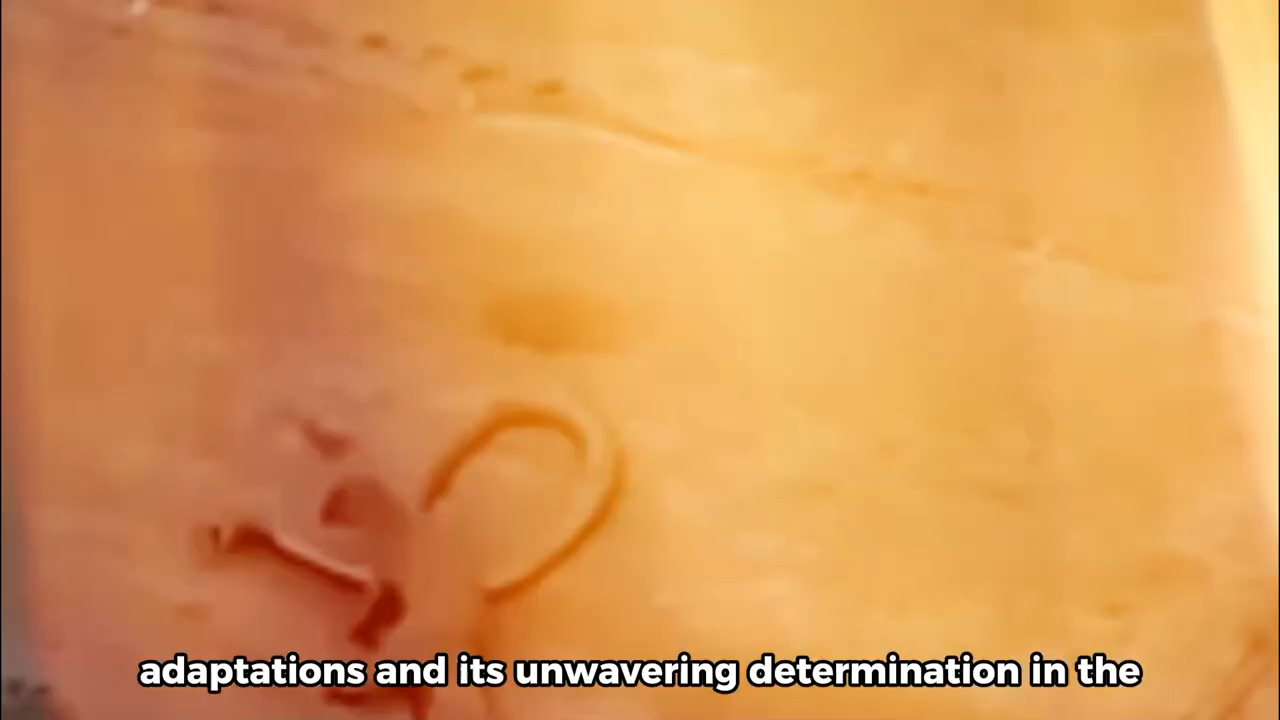 adaptations and its unwavering determination in the